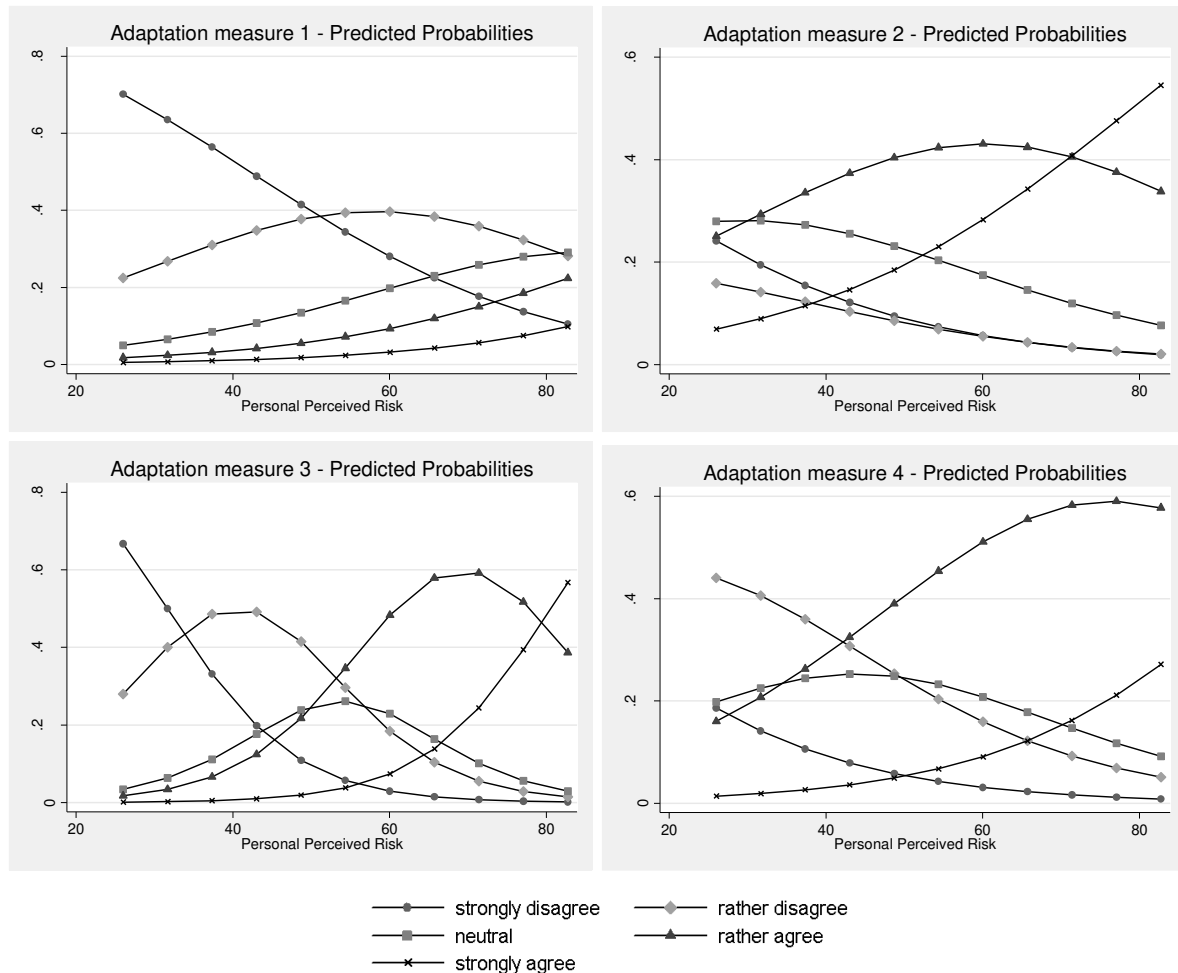 Adaptation measure 1 - Predicted Probabilities
.8
.6
.4
.2
0
20 40 60 80
Personal Perceived Risk
Adaptation measure 2 - Predicted Probabilities
.6
.4
.2
0
20 40 60 80
Personal Perceived Risk
Adaptation measure 3 - Predicted Probabilities
.8
.6
.4
.2
0
20 40 60 80
Personal Perceived Risk
Adaptation measure 4 - Predicted Probabilities
.6
.4
.2
0
20 40 60 80
Personal Perceived Risk
strongly disagree rather disagree
neutral rather agree
strongly agree